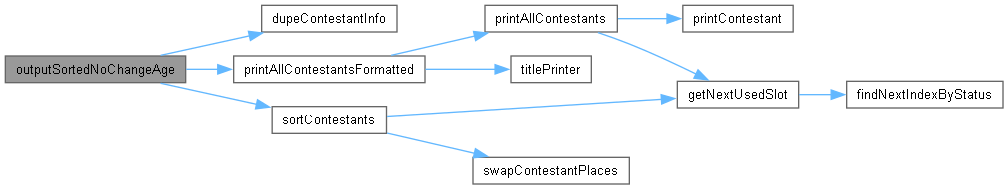 dupeContestantInfo
printAllContestants
printContestant
outputSortedNoChangeAge
printAllContestantsFormatted
titlePrinter
getNextUsedSlot
findNextIndexByStatus
sortContestants
swapContestantPlaces